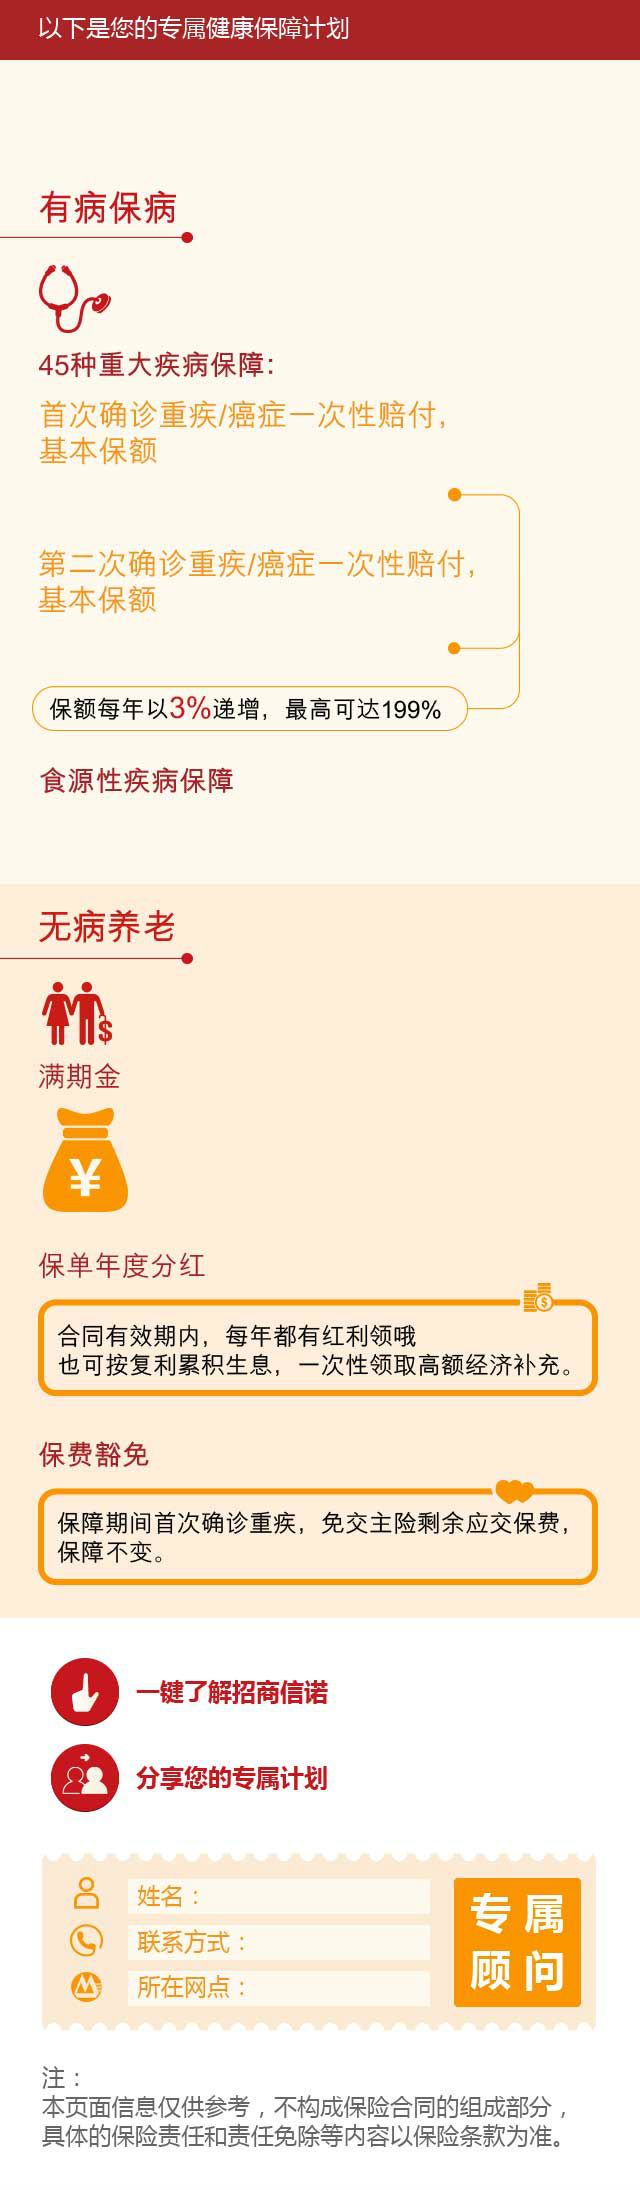 以下是您的专属健康保障计划
有病保病
45种重大疾病保障：
首次确诊重疾/癌症一次性赔付，
基本保额
第二次确诊重疾/癌症一次性赔付，
基本保额
保额每年以3%递增，最高可达199%
食源性疾病保障
无病养老
$
满期金
¥
保单年度分红
$
合同有效期内，每年都有红利领哦
也可按复利累积生息，一次性领取高额经济补充。
保费豁免
保障期间首次确诊重疾，免交主险剩余应交保费，
保障不变。
一键了解招商信诺
分享您的专属计划
姓名：
联系方式：
所在网点：
专属
顾问
注：
本页面信息仅供参考，不构成保险合同的组成部分，
具体的保险责任和责任免除等内容以保险条款为准。